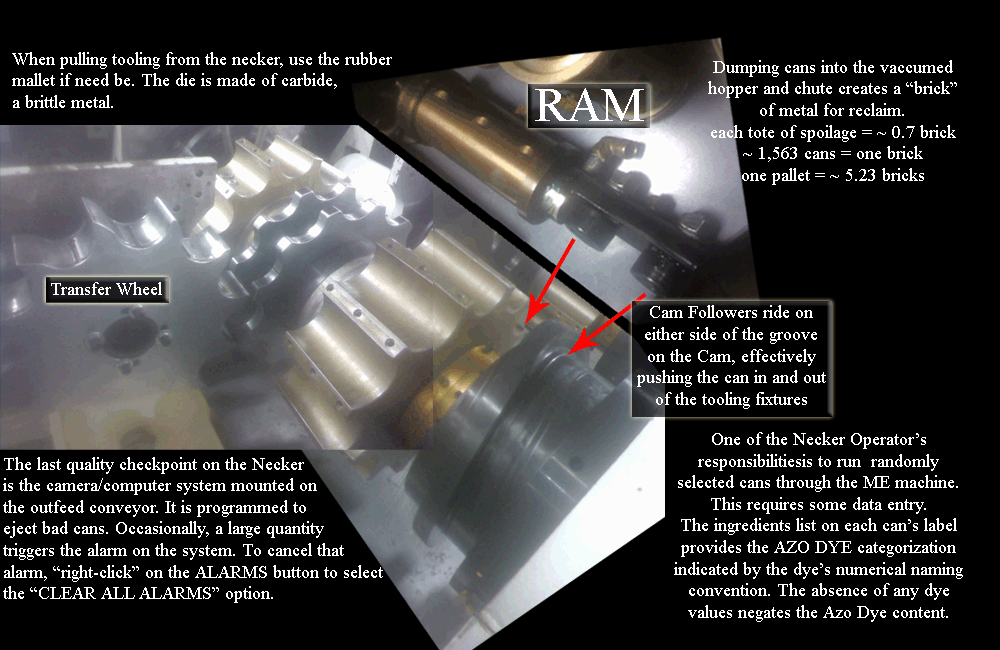 When pulling tooling from the necker, use the rubber
mallet if need be. The die is made of carbide,
a brittle metal.
RAM
Dumping cans into the vaccumed
hopper and chute creates a “brick”
of metal for reclaim.
each tote of spoilage = ~ 0.7 brick
~ 1,563 cans = one brick
one pallet = ~ 5.23 bricks
Transfer Wheel
Cam Followers ride on
either side of the groove
on the Cam, effectively
pushing the can in and out
of the tooling fixtures
The last quality checkpoint on the Necker
is the camera/computer system mounted on
the outfeed conveyor. It is programmed to
eject bad cans. Occasionally, a large quantity
triggers the alarm on the system. To cancel that
alarm, “right-click” on the ALARMS button to select
the “CLEAR ALL ALARMS” option.
One of the Necker Operator’s
responsibilitiesis to run randomly
selected cans through the ME machine.
This requires some data entry.
The ingredients list on each can’s label
provides the AZO DYE categorization
indicated by the dye’s numerical naming
convention. The absence of any dye
values negates the Azo Dye content.